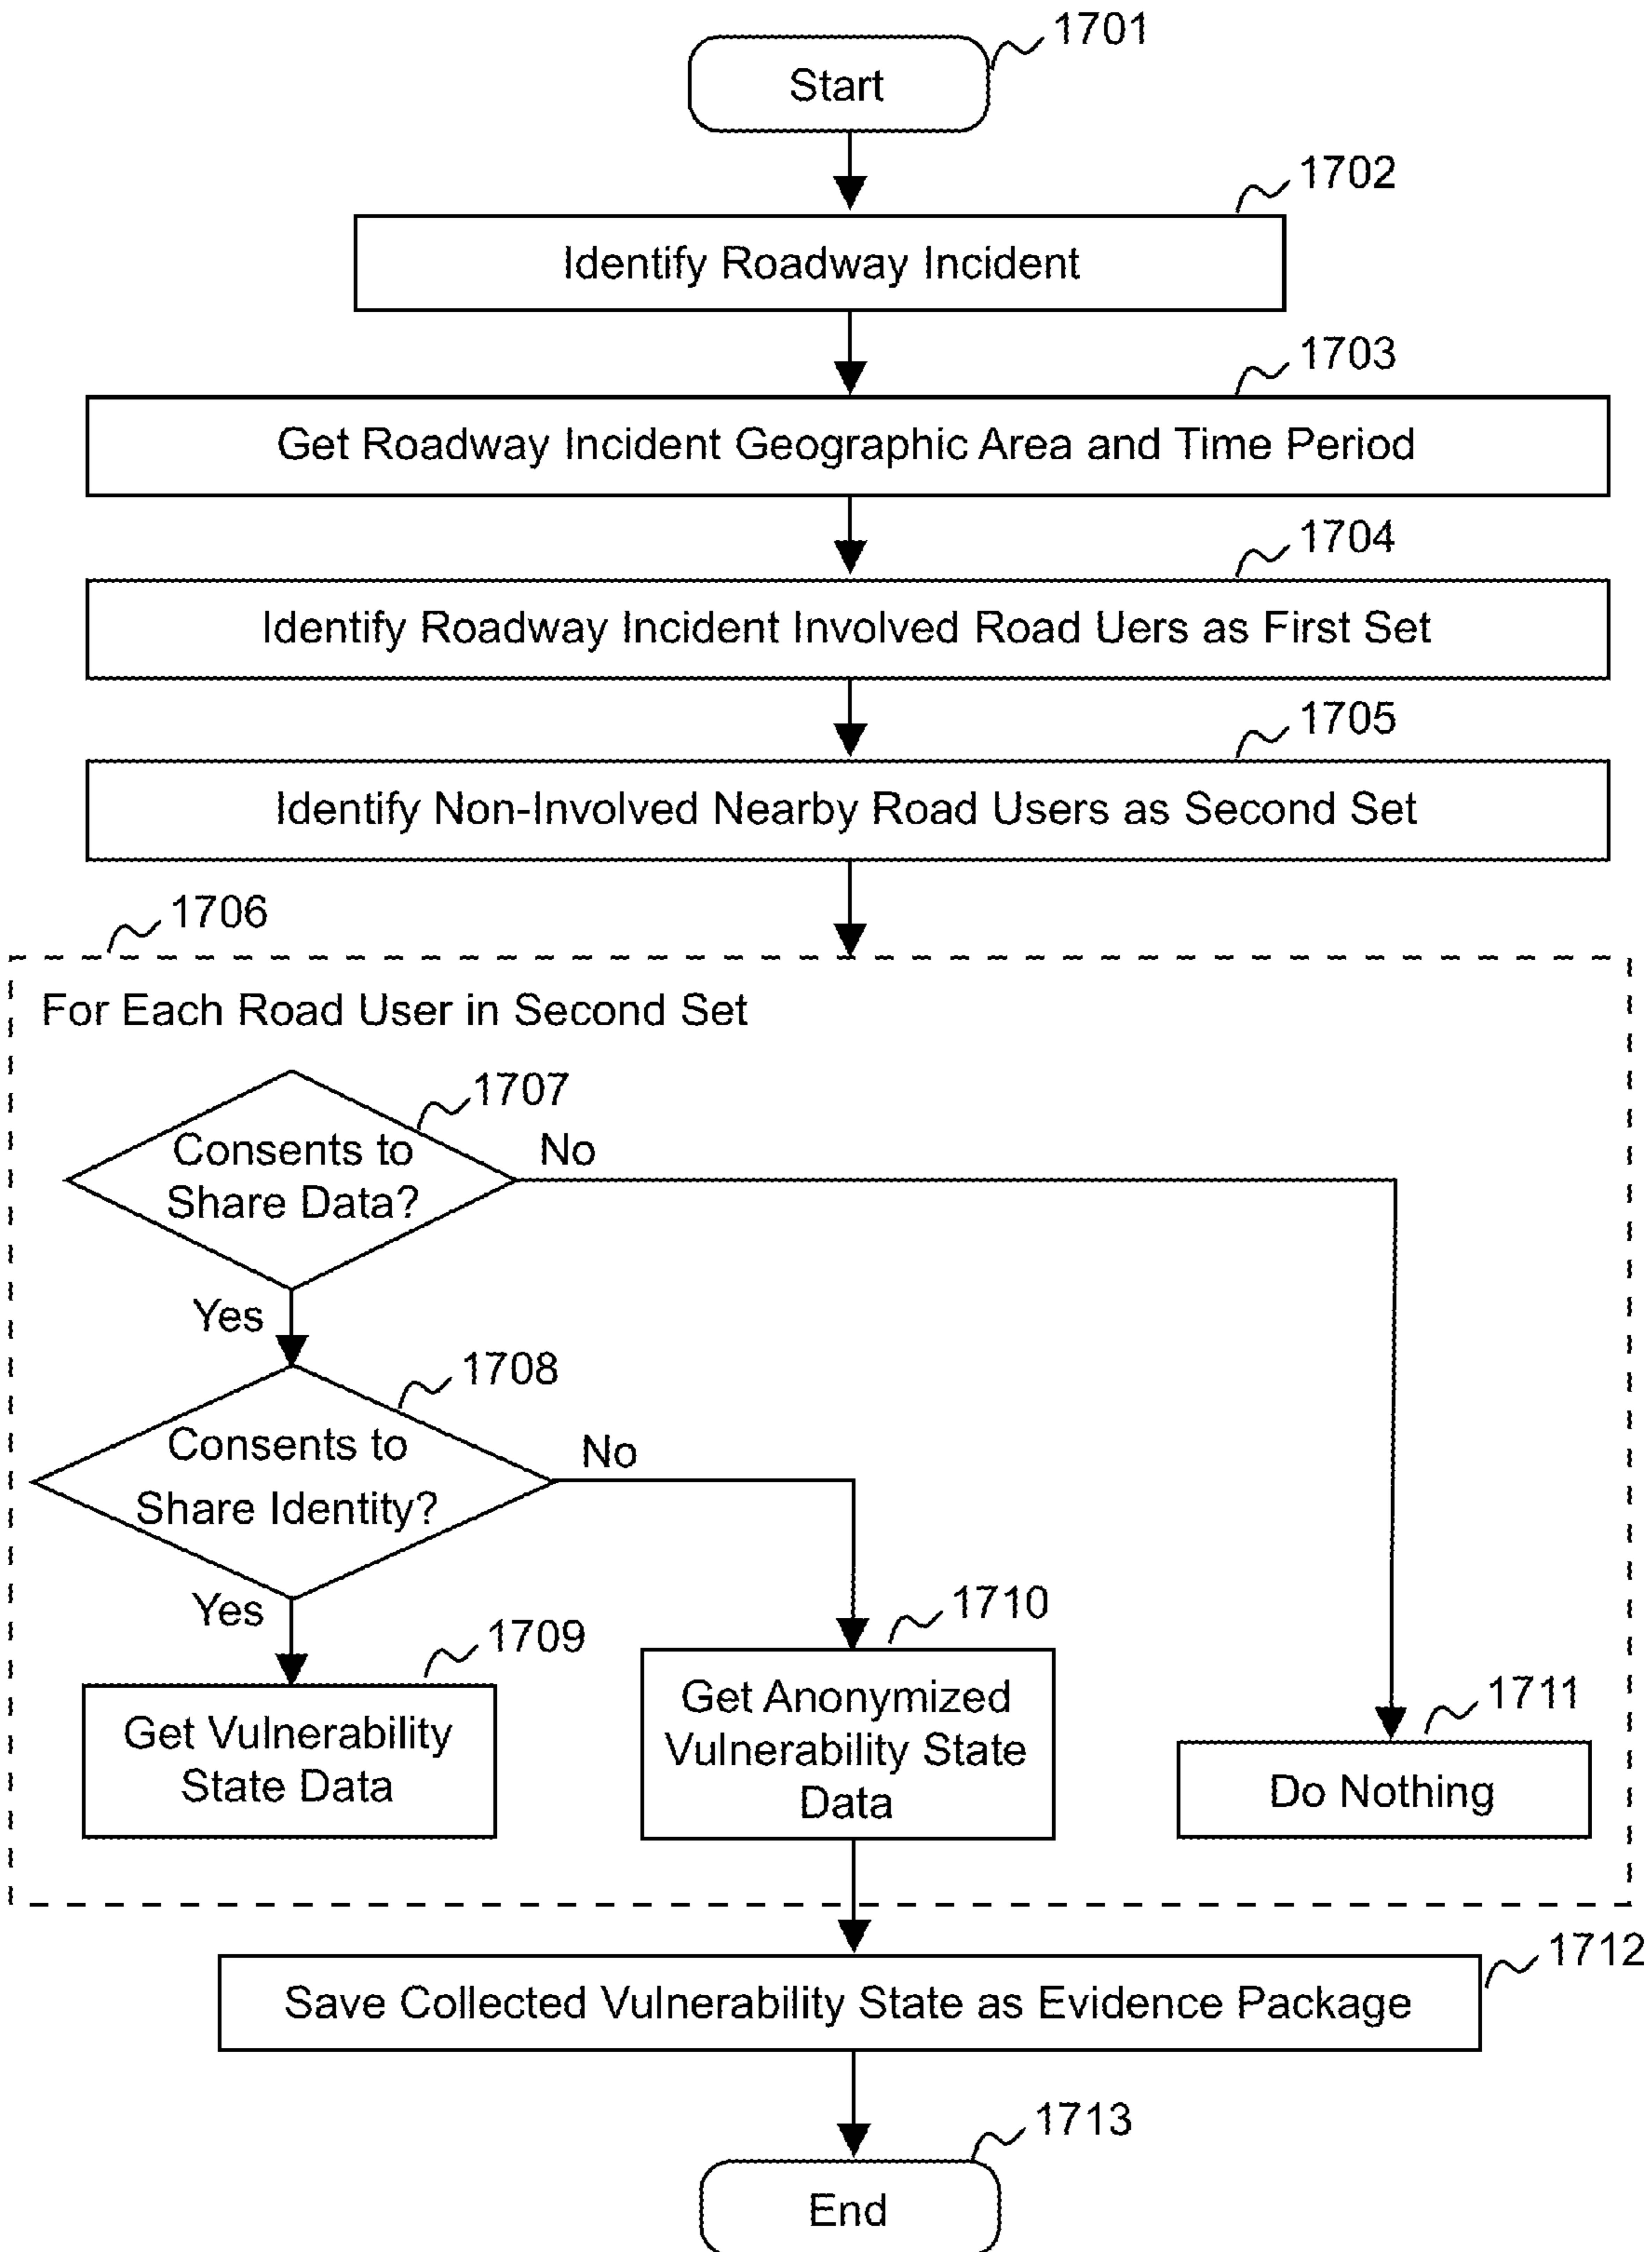 1701
Start
1702
Identify Roadway Incident
1703
Get Roadway Incident Geographic Area and Time Period
1704
Identify Roadway Incident Involved Road Uers as First Set
1705
Identify Non-Involved Nearby Road Users as Second Set
1706
For Each Road User in Second Set
1707
Consents to
Share Data?
No
Yes
1708
Consents to
Share Identity?
No
Yes
1709
Get Vulnerability
State Data
1710
Get Anonymized
Vulnerability State
Data
1711
Do Nothing
1712
Save Collected Vulnerability State as Evidence Package
1713
End